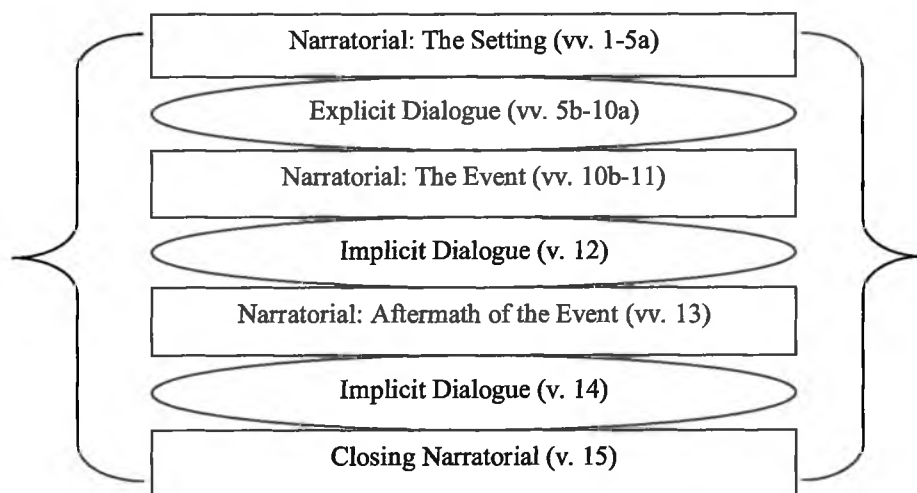 Narratorial: The Setting (vv. 1-5a)
Explicit Dialogue (vv. 5b-10a)
Narratorial: The Event (vv. 10b-11)
Implicit Dialogue (v. 12)
Narratorial: Aftermath of the Event (vv. 13)
Implicit Dialogue (v. 14)
Closing Narratorial (v. 15)